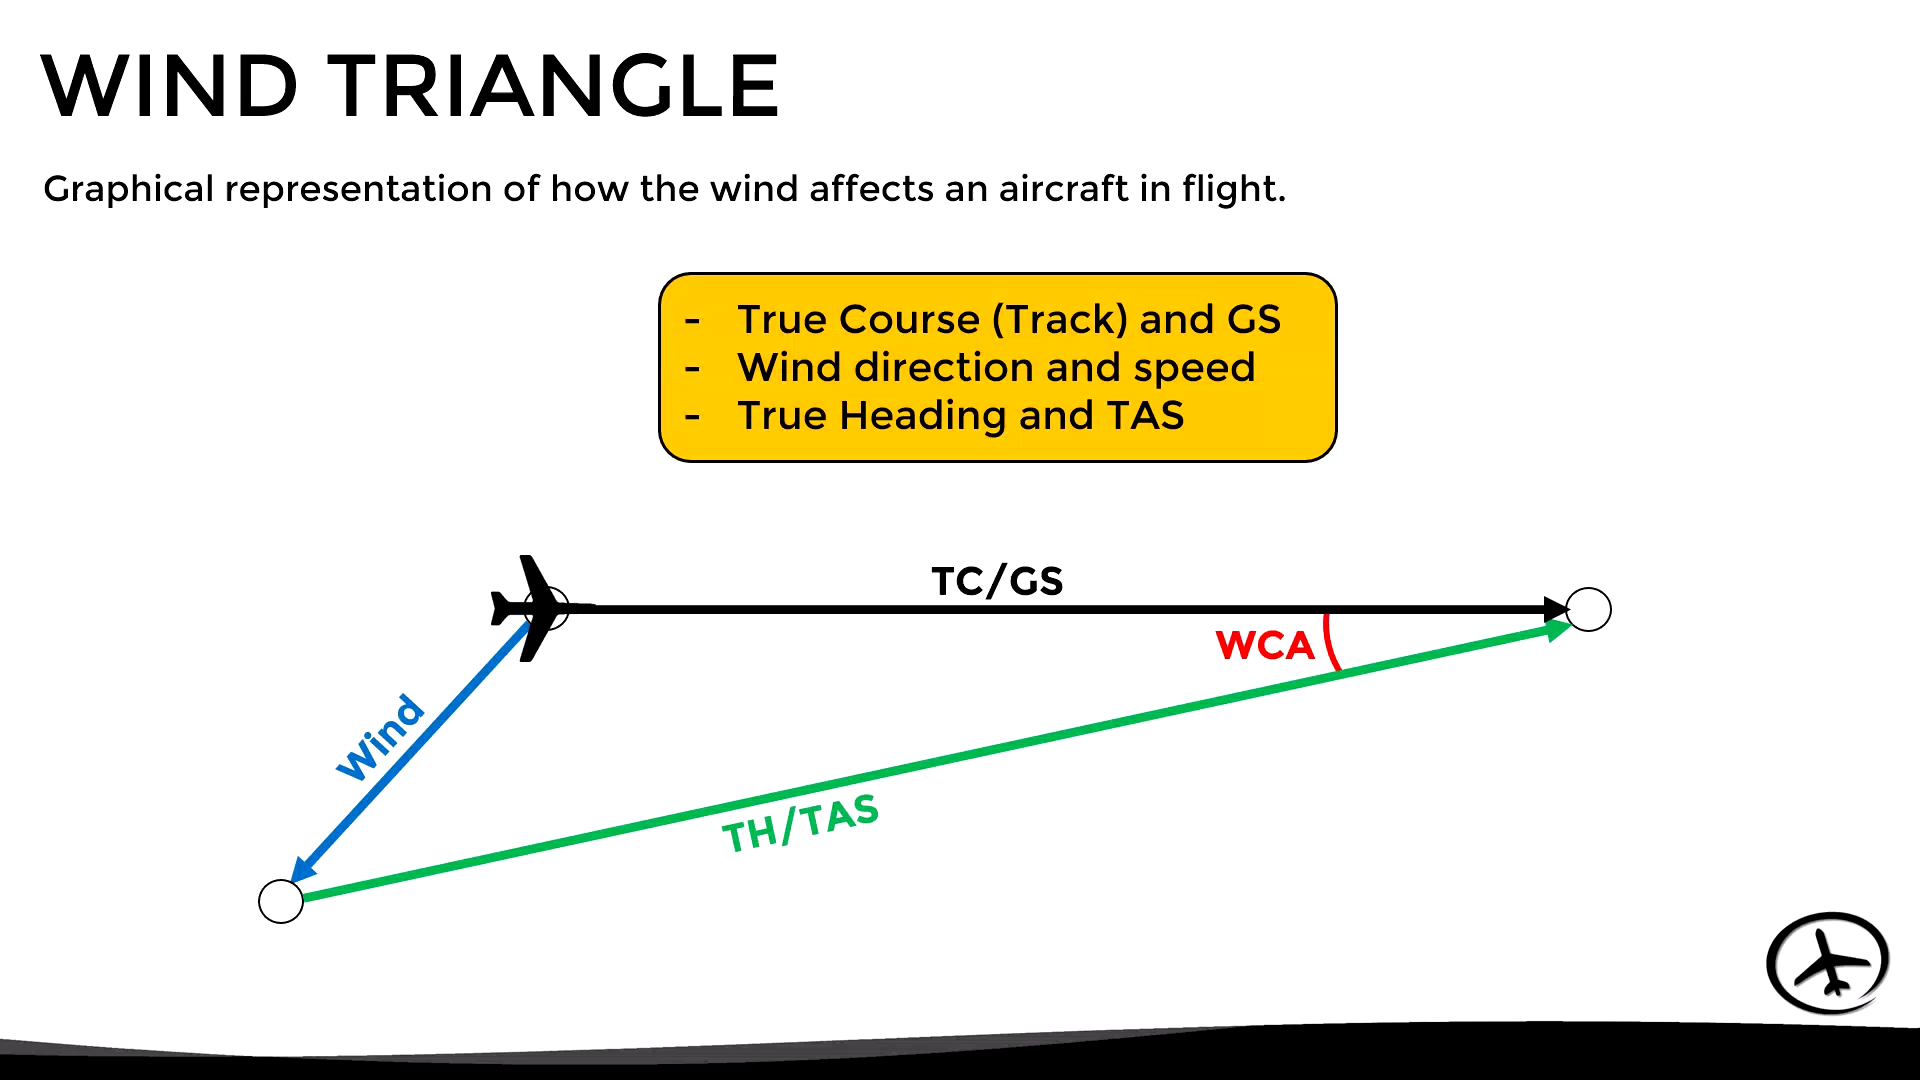 WIND TRIANGLE
Graphical representation of how the wind affects an aircraft in flight.
- True Course (Track) and GS
- Wind direction and speed
- True Heading and TAS
TC/GS
WCA
Wind
TH/TAS